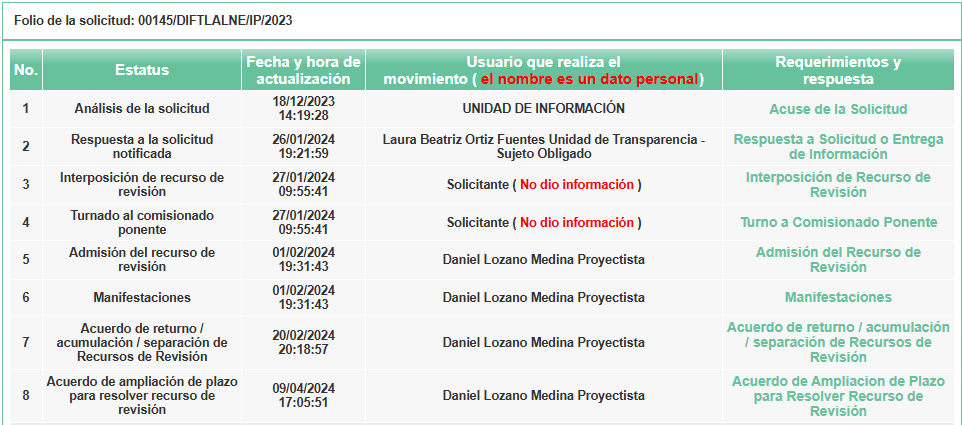 Folio de la solicitud: 00145/DIFTLALNE/IP/2023
No.
Estatus
Fecha y hora de
actualización
Usuario que realiza el
movimiento ( el nombre es un dato personal)
Requerimientos y
respuesta
1
Análisis de la solicitud
18/12/2023
14:19:28
UNIDAD DE INFORMACIÓN
Acuse de la Solicitud
2
Respuesta a la solicitud
notificada
26/01/2024
19:21:59
Laura Beatriz Ortiz Fuentes Unidad de Transparencia -
Sujeto Obligado
Respuesta a Solicitud o Entrega
de Información
3
Interposición de recurso de
revisión
27/01/2024
09:55:41
Solicitante ( No dio información )
Interposición de Recurso de
Revisión
4
Turnado al comisionado
ponente
27/01/2024
09:55:41
Solicitante ( No dio información )
Turno a Comisionado Ponente
5
Admisión del recurso de
revisión
01/02/2024
19:31:43
Daniel Lozano Medina Proyectista
Admisión del Recurso de
Revisión
6
Manifestaciones
01/02/2024
19:31:43
Daniel Lozano Medina Proyectista
Manifestaciones
7
Acuerdo de returno /
acumulación / separación de
Recursos de Revisión
20/02/2024
20:18:57
Daniel Lozano Medina Proyectista
Acuerdo de returno / acumulación
/ separación de Recursos de
Revisión
8
Acuerdo de ampliación de plazo
para resolver recurso de
revisión
09/04/2024
17:05:51
Daniel Lozano Medina Proyectista
Acuerdo de Ampliacion de Plazo
para Resolver Recurso de
Revisión